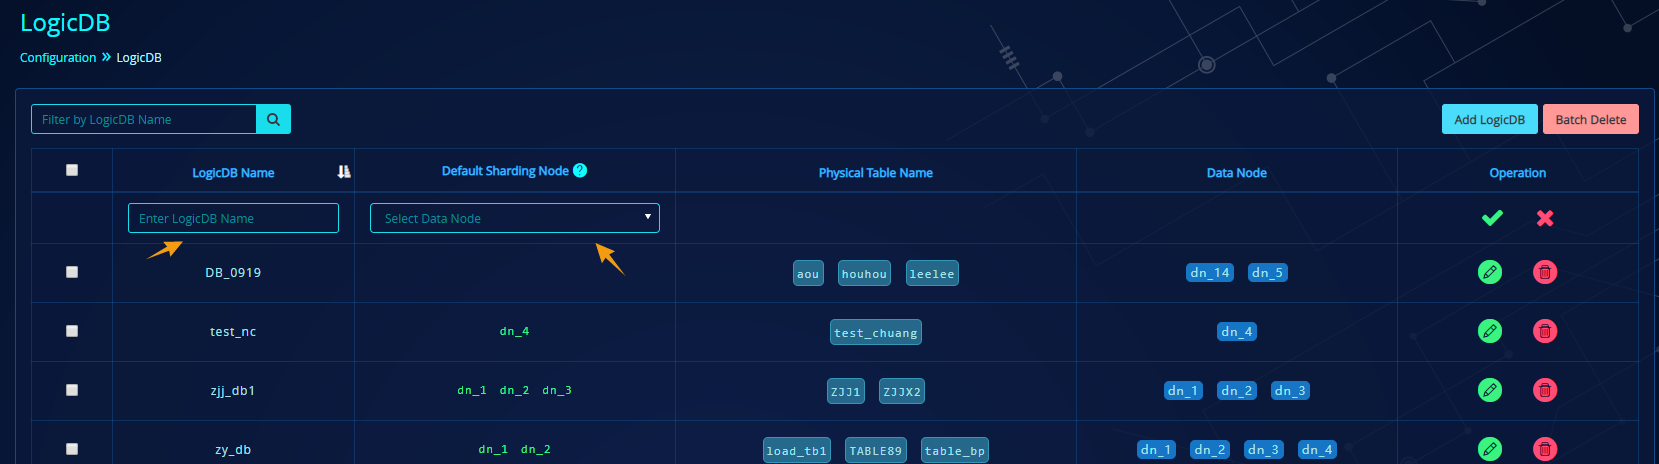 LogicDB
Configuration » LogicDB
Filter by LogicDB Name
Add LogicDB Batch Delete
LogicDB Name Default Sharding Node ? Physical Table Name Data Node Operation
Enter LogicDB Name Select Data Node
DB_0919 aou houhou leelee dn_14 dn_5
test_nc dn_4 test_chuang dn_4
zjj_db1 dn_1 dn_2 dn_3 ZJJ1 ZJJX2 dn_1 dn_2 dn_3
zy_db dn_1 dn_2 load_tb1 TABLE89 table_bp dn_1 dn_2 dn_3 dn_4